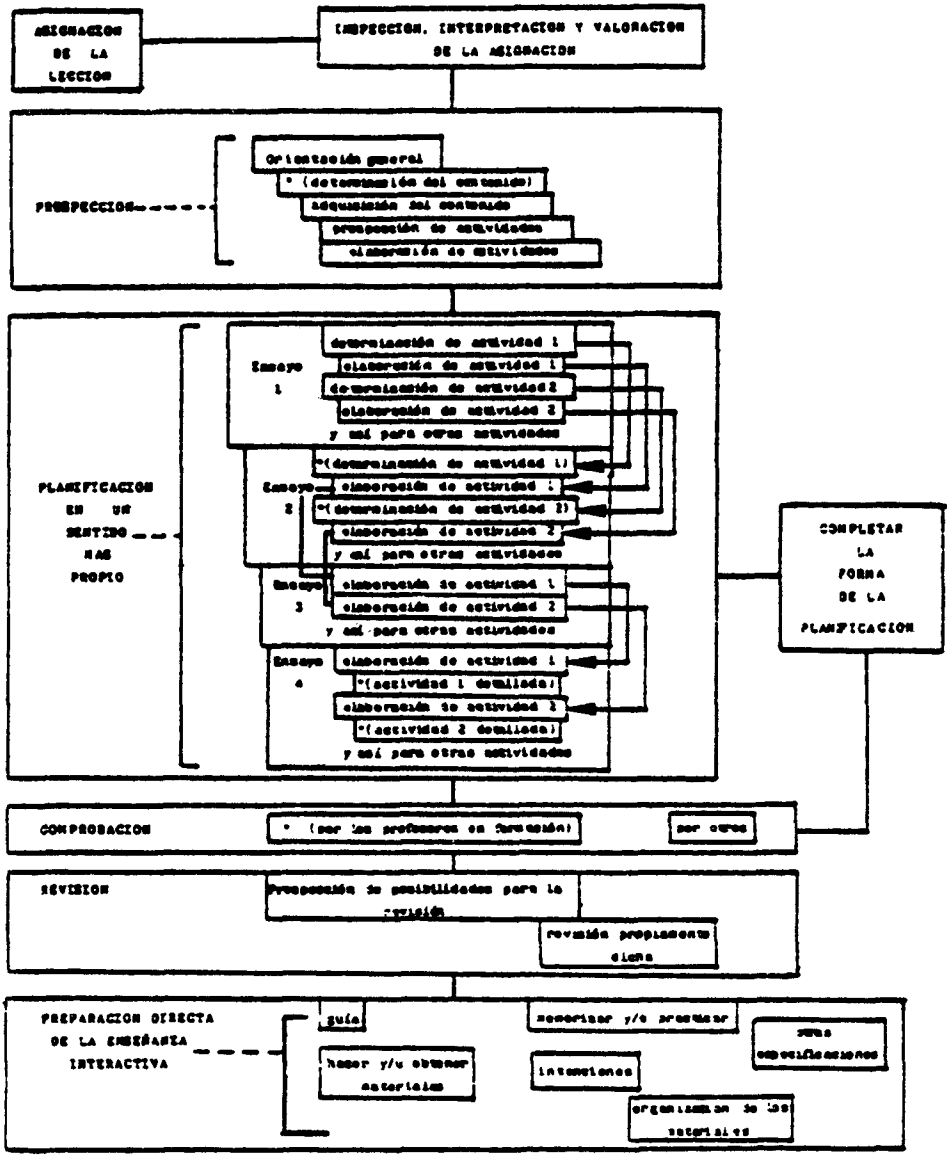 ASIGNACION
DE LA
LECCION
INSPECCION, INTERPRETACION Y VALORACION
DE LA ASIGNACION
PROSPECCION
Orientación general
* (determinación del contenido)
adquisición del contenido
prospección de actividades
elaboración de actividades
PLANIFICACION
EN UN
SENTIDO
MAS
PROPIO
Ensayo
1
determinación de actividad 1
elaboración de actividad 1
determinación de actividad 2
elaboración de actividad 2
y así para otras actividades
Ensayo
2
*(determinación de actividad 1)
elaboración de actividad 1
*(determinación de actividad 2)
elaboración de actividad 2
y así para otras actividades
Ensayo
3
elaboración de actividad 1
elaboración de actividad 2
y así para otras actividades
Ensayo
4
elaboración de actividad 1
*(actividad 1 detallada)
elaboración de actividad 2
*(actividad 2 detallada)
y así para otras actividades
COMPLETAR
LA
FORMA
DE LA
PLANIFICACION
COMPROBACION
* (por los profesores en formación)
por otros
REVISION
Prospección de posibilidades para la
revisión
revisión propiamente
dicha
PREPARACION DIRECTA
DE LA ENSEÑANZA
INTERACTIVA
guía
memorizar y/o practicar
otras
especificaciones
hacer y/u obtener
materiales
intenciones
organización de los
materiales